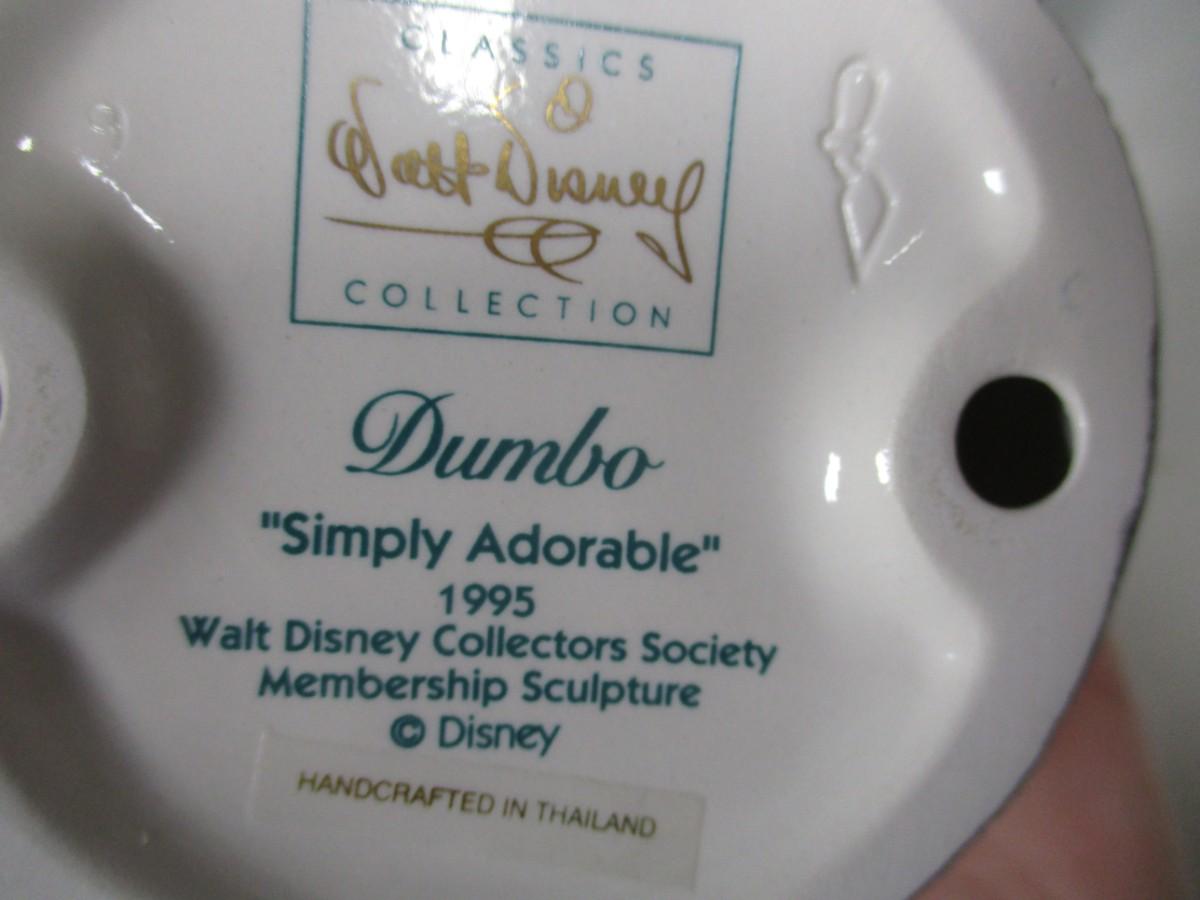 CLASSICS
Walt Disney
COLLECTION
Dumbo
"Simply Adorable"
1995
Walt Disney Collectors Society
Membership Sculpture
© Disney
HANDCRAFTED IN THAILAND